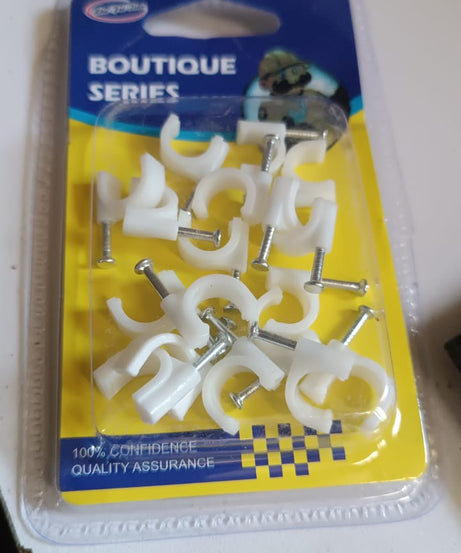 BOUTIQUE
SERIES
100% CONFIDENCE
QUALITY ASSURANCE